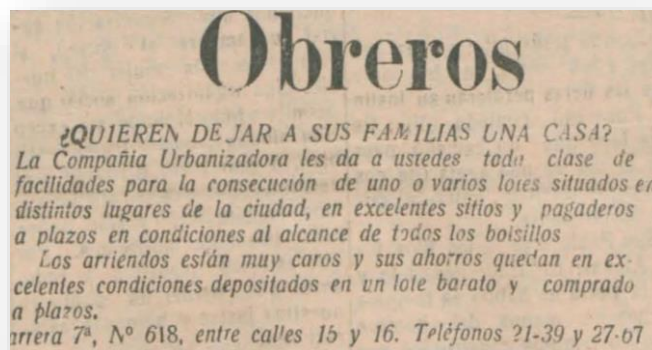 Obreros
¿QUIEREN DEJAR A SUS FAMILIAS UNA CASA?
La Compañia Urbanizadora les da a ustedes toda clase de
facilidades para la consecución de uno o varios lotes situados en
distintos lugares de la ciudad, en excelentes sitios y pagaderos
a plazos en condiciones al alcance de todos los bolsillos
Los arriendos están muy caros y sus ahorros quedan en ex-
celentes condiciones depositados en un lote barato y comprado
a plazos.
arrera 7ª, Nº 618, entre calles 15 y 16. Teléfonos 21-39 y 27-67